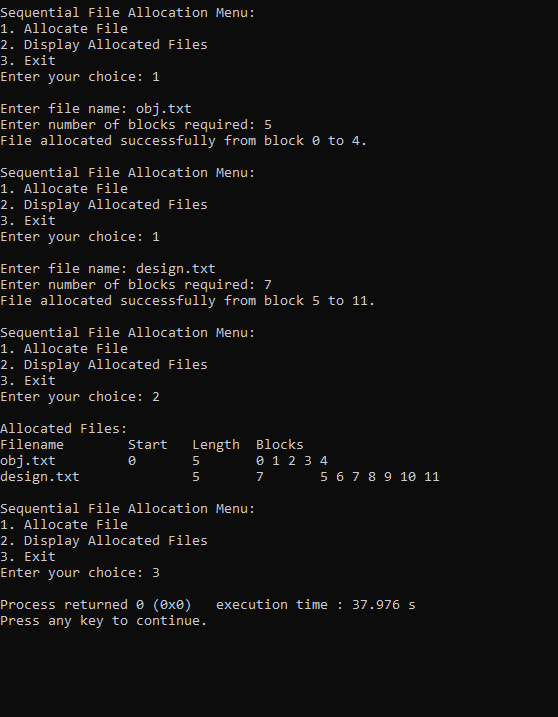 Sequential File Allocation Menu:
1. Allocate File
2. Display Allocated Files
3. Exit
Enter your choice: 1

Enter file name: obj.txt
Enter number of blocks required: 5
File allocated successfully from block 0 to 4.

Sequential File Allocation Menu:
1. Allocate File
2. Display Allocated Files
3. Exit
Enter your choice: 1

Enter file name: design.txt
Enter number of blocks required: 7
File allocated successfully from block 5 to 11.

Sequential File Allocation Menu:
1. Allocate File
2. Display Allocated Files
3. Exit
Enter your choice: 2

Allocated Files:
Filename        Start   Length  Blocks
obj.txt         0       5       0 1 2 3 4
design.txt              5       7       5 6 7 8 9 10 11

Sequential File Allocation Menu:
1. Allocate File
2. Display Allocated Files
3. Exit
Enter your choice: 3

Process returned 0 (0x0)   execution time : 37.976 s
Press any key to continue.